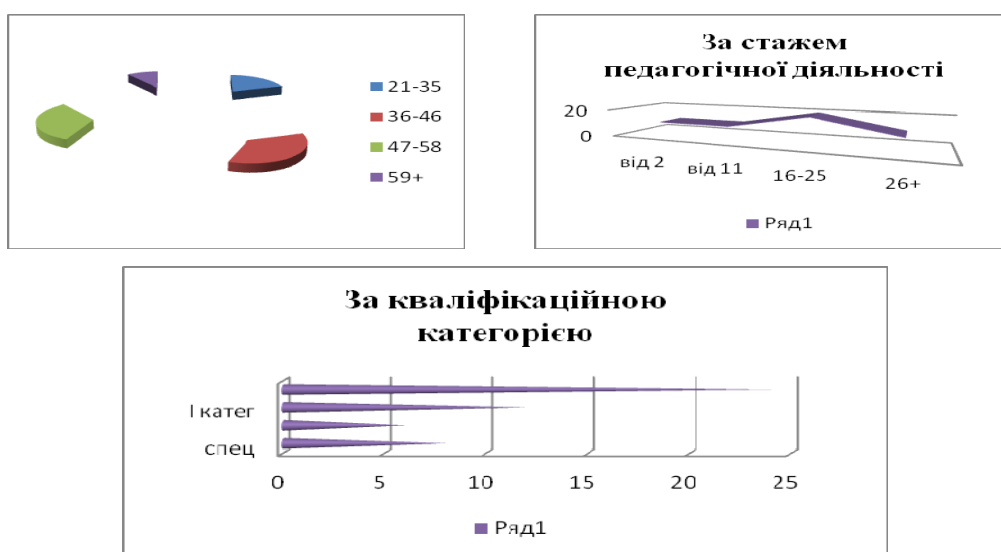 21-35
36-46
47-58
59+
За стажем
педагогічної діяльності
20
0
від 2
від 11
16-25
26+
Ряд1
За кваліфікаційною
категорією
І катег
спец
0
5
10
15
20
25
Ряд1